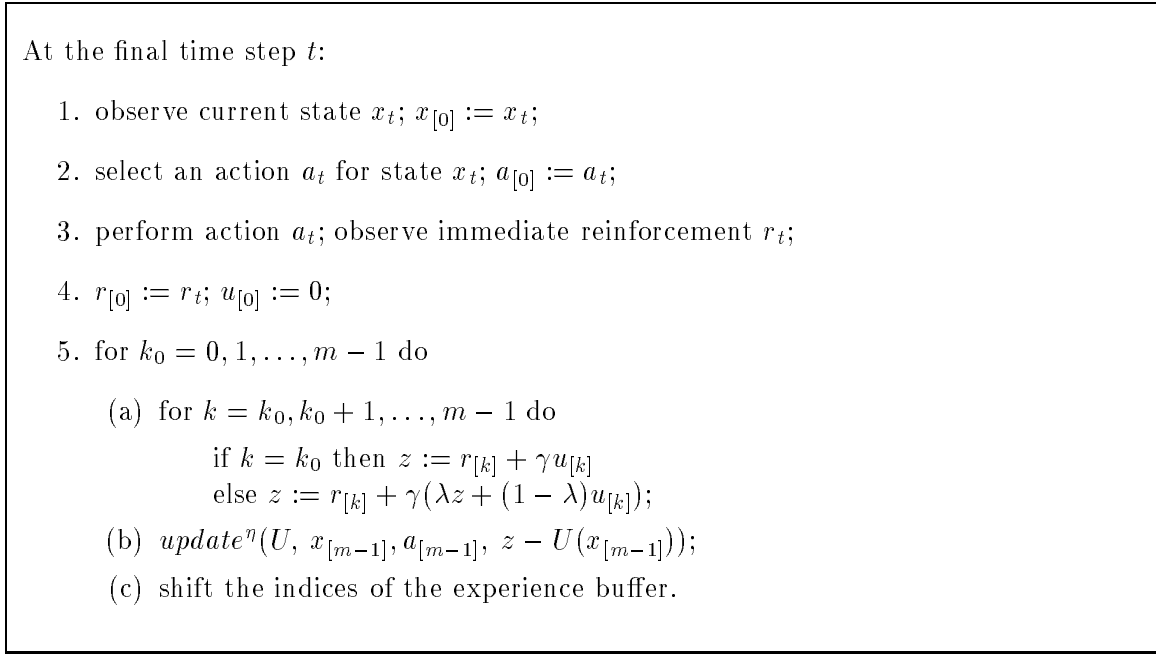 At the final time step t:
1. observe current state x_t; x_[0] := x_t;
2. select an action a_t for state x_t; a_[0] := a_t;
3. perform action a_t; observe immediate reinforcement r_t;
4. r_[0] := r_t; u_[0] := 0;
5. for k_0 = 0, 1, . . . , m − 1 do
(a) for k = k_0, k_0 + 1, . . . , m − 1 do
if k = k_0 then z := r_[k] + γu_[k]
else z := r_[k] + γ(λz + (1 − λ)u_[k]);
(b) update^η(U, x_[m−1], a_[m−1], z − U(x_[m−1]));
(c) shift the indices of the experience buffer.